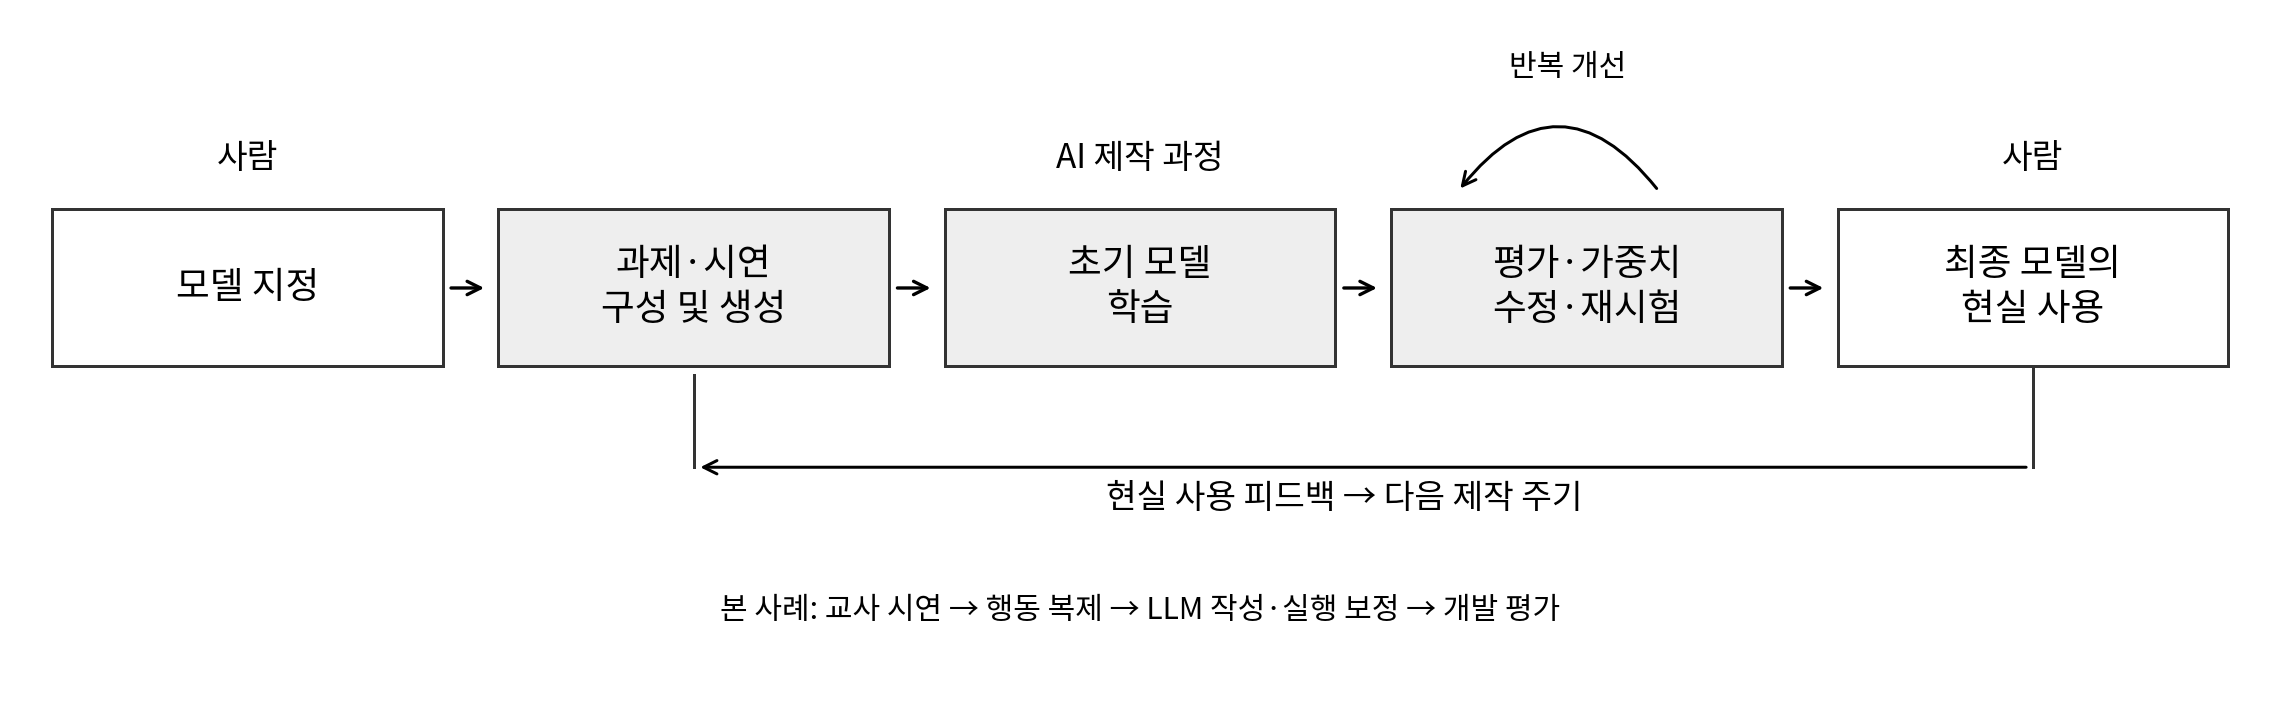 반복 개선
사람
AI 제작 과정
사람
모델 지정
과제·시연
구성 및 생성
초기 모델
학습
평가·가중치
수정·재시험
최종 모델의
현실 사용
현실 사용 피드백 → 다음 제작 주기
본 사례: 교사 시연 → 행동 복제 → LLM 작성·실행 보정 → 개발 평가